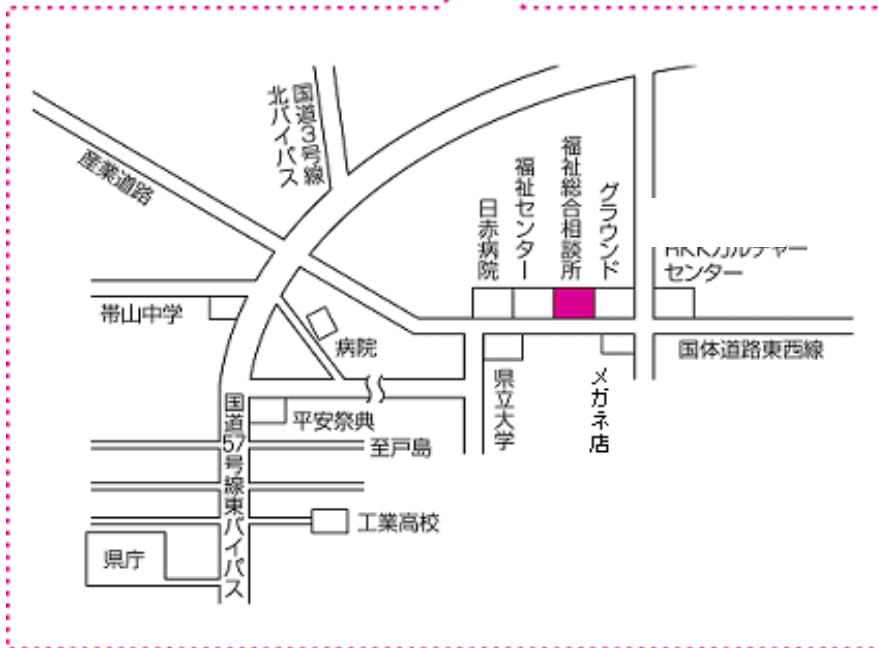 国道3号線
北バイパス
産業道路
日赤病院
福祉センター
福祉総合相談所
グラウンド
センター
帯山中学
病院
国体道路東西線
県立大学
メガネ店
国道57号線東バイパス
平安祭典
至戸島
工業高校
県庁